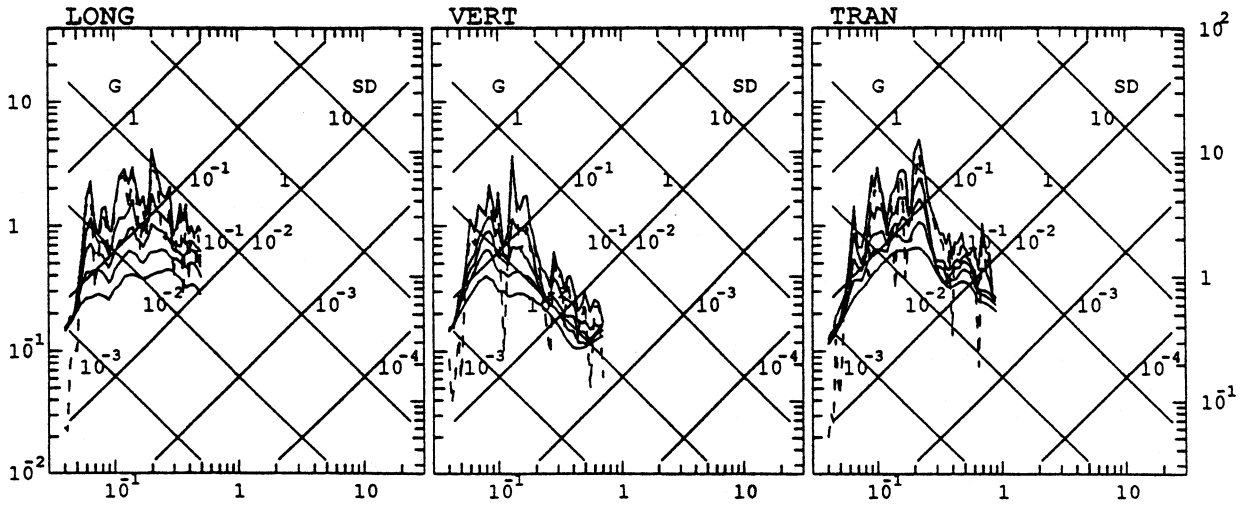 LONG VERT TRAN
10²
G SD G SD G SD
10 1 10 1 10 1 10
10⁻¹ 1 10⁻¹ 1 10⁻¹ 1 10
1 10⁻¹ 10⁻² 10⁻¹ 10⁻² 10⁻¹ 10⁻²
10⁻² 10⁻³ 10⁻² 10⁻³ 10⁻² 10⁻³ 1
10⁻¹ 10⁻³ 10⁻⁴ 10⁻³ 10⁻⁴ 10⁻³ 10⁻⁴
10⁻¹
10⁻²
10⁻¹ 1 10 10⁻¹ 1 10 10⁻¹ 1 10